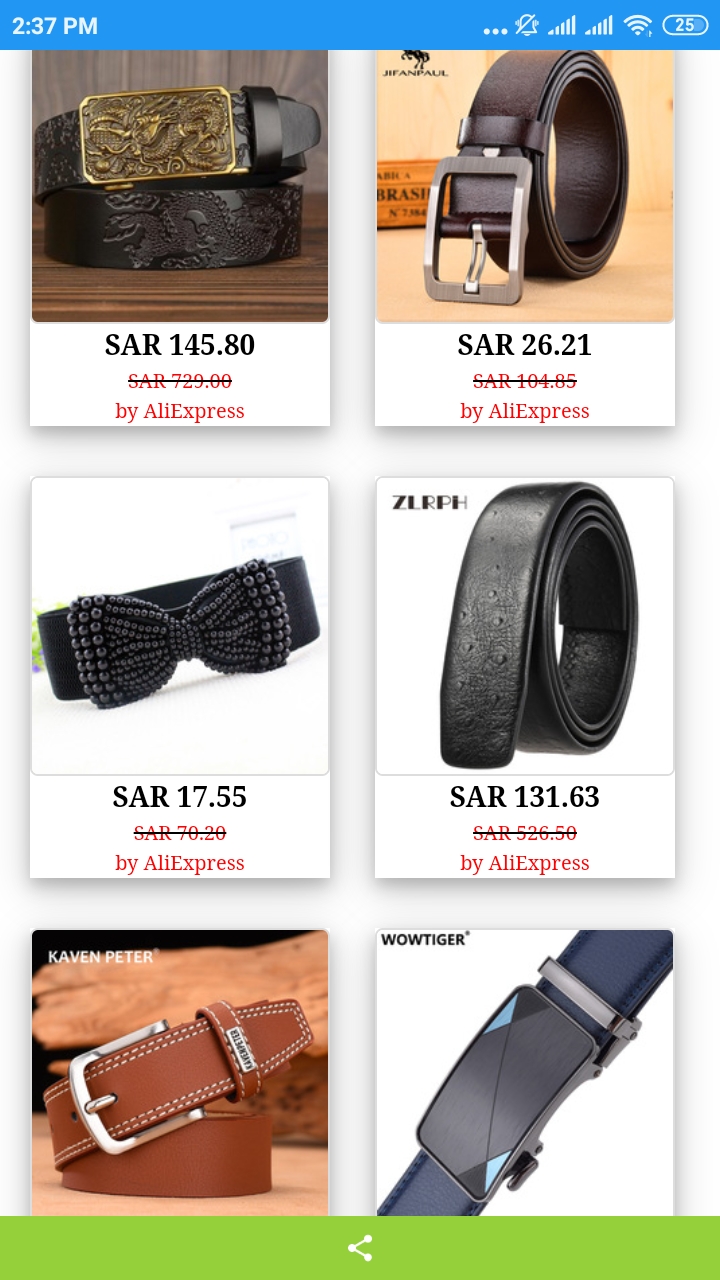 2:37 PM
25
JIFANPAUL
BRASI
SAR 145.80
SAR 729.00
by AliExpress
SAR 26.21
SAR 104.85
by AliExpress
ZLRPH
SAR 17.55
SAR 70.20
by AliExpress
SAR 131.63
SAR 526.50
by AliExpress
KAVEN PETER®
KAVENPETER
WOWTIGER®